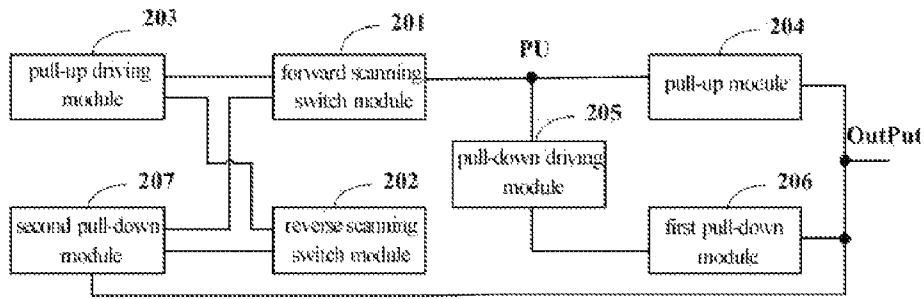 203
201
204
pull-up driving
module
forward scanning
switch module
PU
pull-up module
205
OutPut
pull-down driving
module
207
202
206
second pull-down
module
reverse scanning
switch module
first pull-down
module